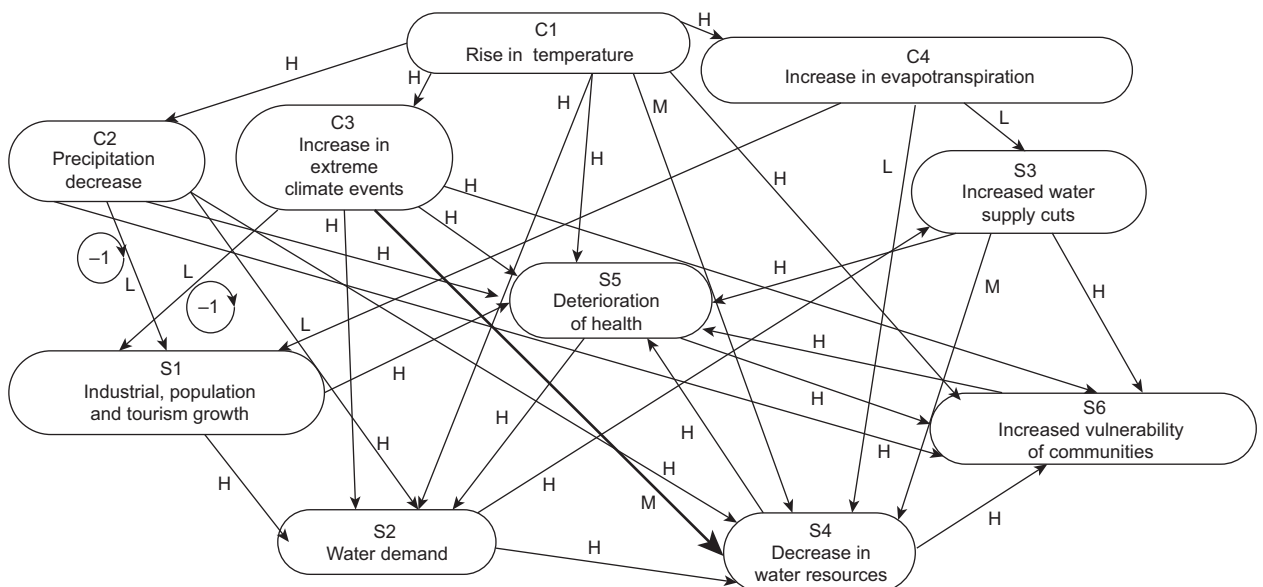 C1
Rise in temperature
H
C4
Increase in evapotranspiration
H
H
H
M
L
C2
Precipitation
decrease
C3
Increase in
extreme
climate events
H
S3
Increased water
supply cuts
L
H
H
H
H
H
–1
L
L
–1
S5
Deterioration
of health
H
M
H
L
S1
Industrial, population
and tourism growth
H
H
H
S6
Increased vulnerability
of communities
H
H
H
H
H
H
H
M
S2
Water demand
H
S4
Decrease in
water resources
H